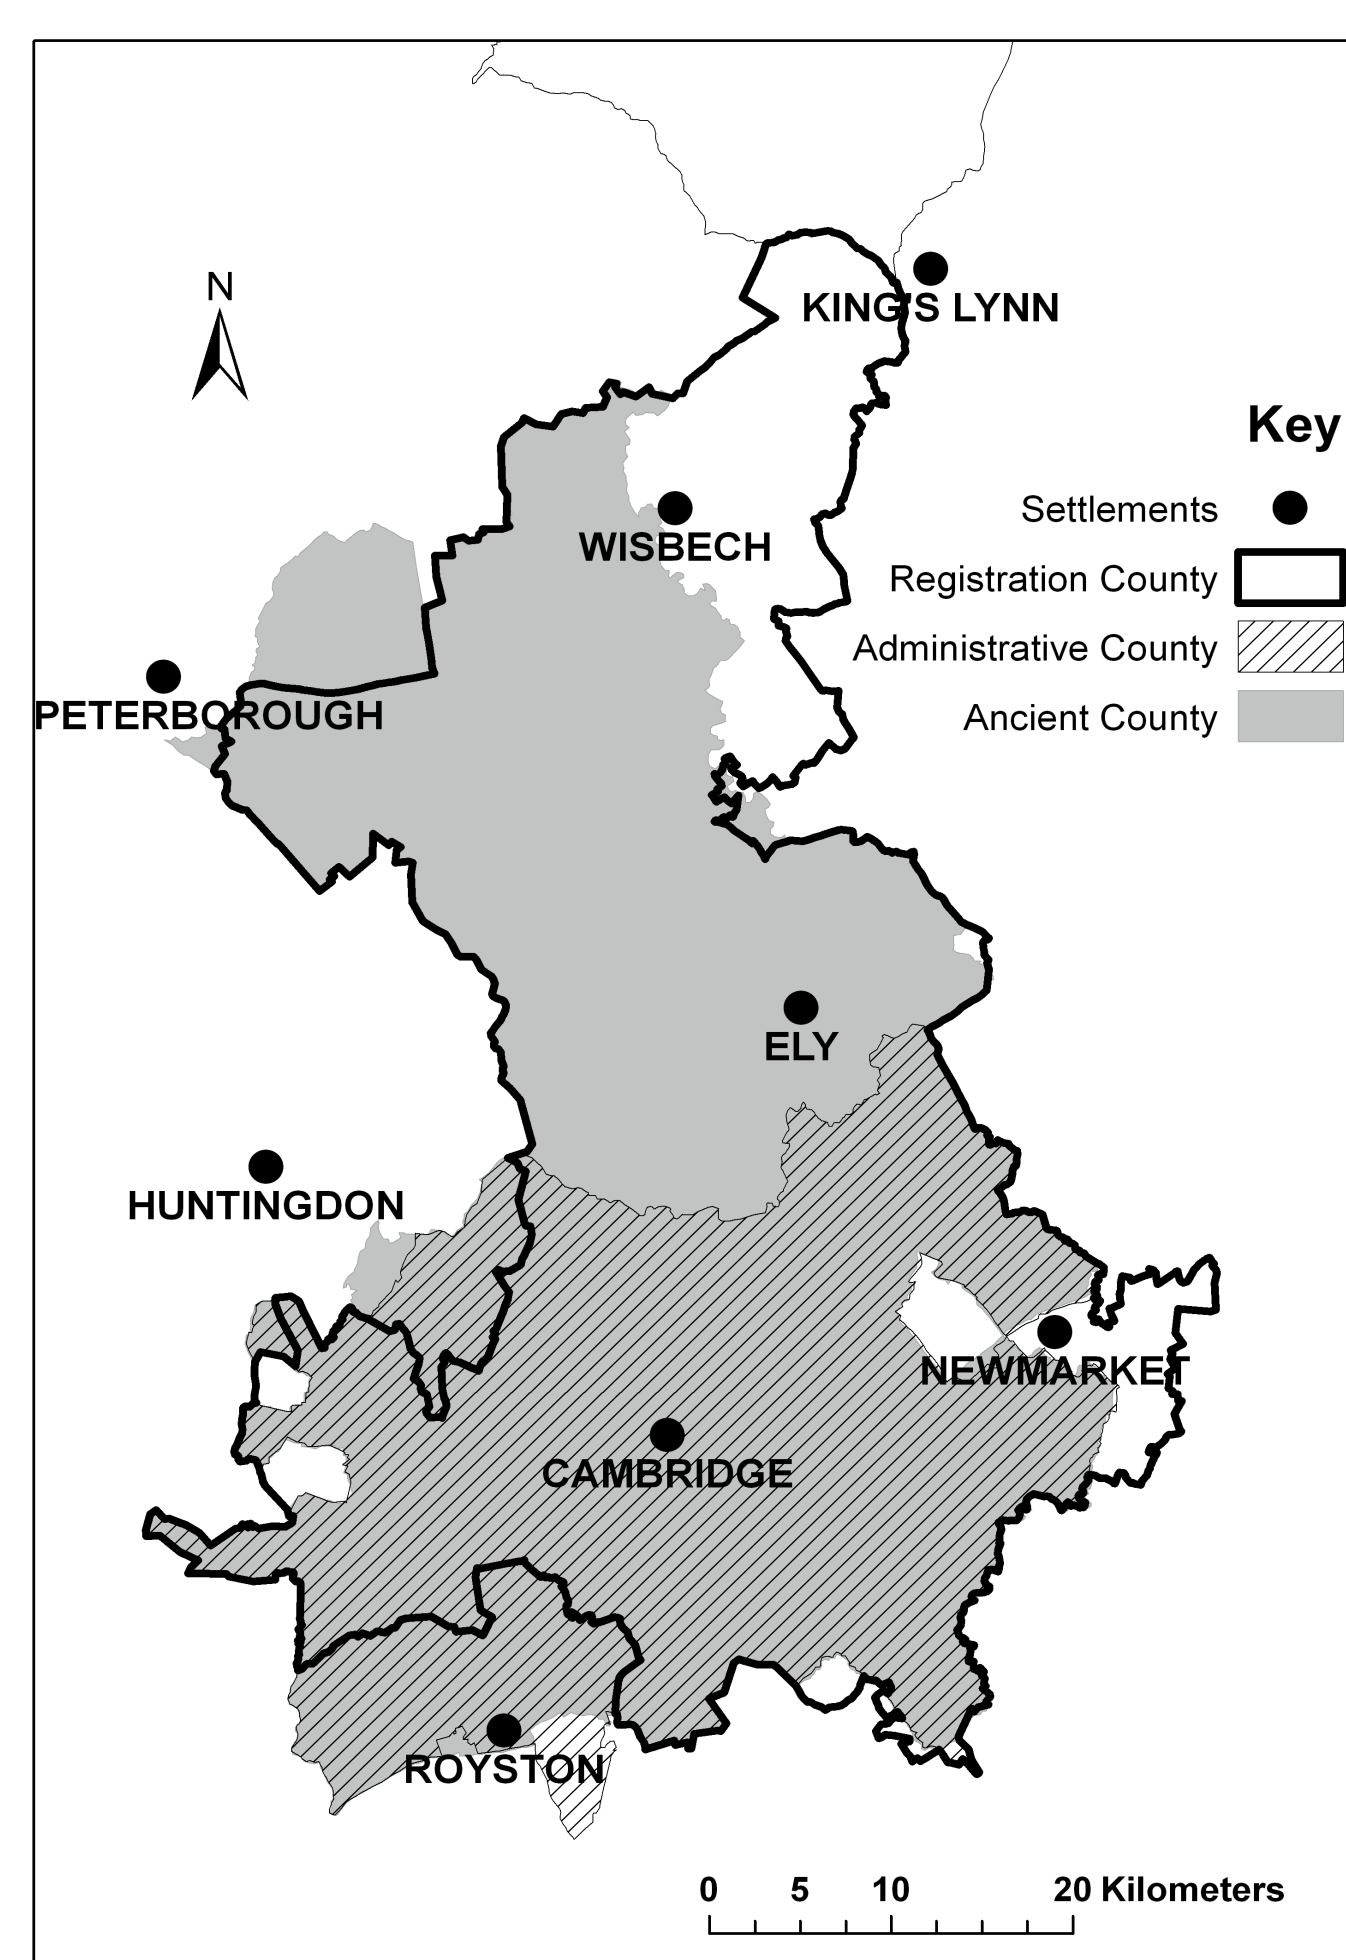 N
KING'S LYNN
Key
Settlements
WISBECH
Registration County
Administrative County
PETERBOROUGH
Ancient County
ELY
HUNTINGDON
NEWMARKET
CAMBRIDGE
ROYSTON
0 5 10 20 Kilometers